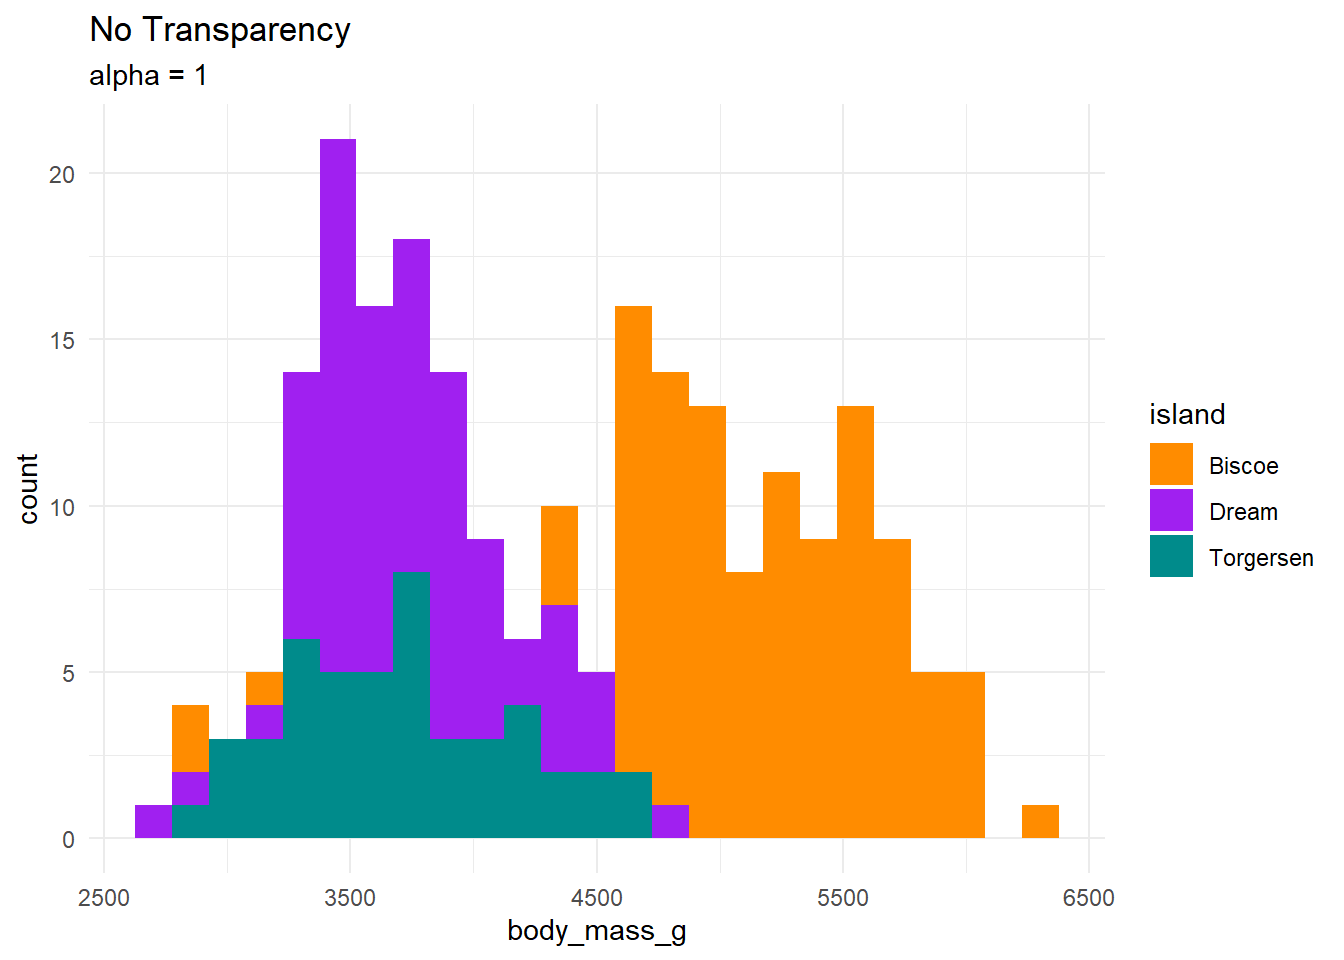 No Transparency
alpha = 1
20
15
10
5
0
count
2500 3500 4500 5500 6500
body_mass_g
island
Biscoe
Dream
Torgersen